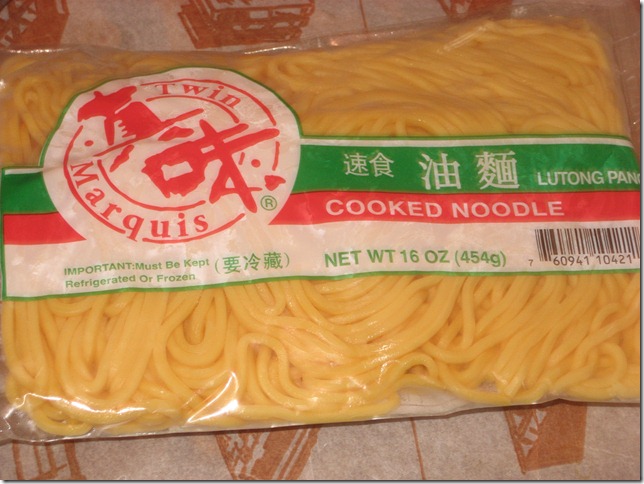 Twin
真味
Marquis
®
速食 油麵 LUTONG PANC
COOKED NOODLE
IMPORTANT:Must Be Kept
Refrigerated Or Frozen
(要冷藏)
NET WT 16 OZ (454g)
7 60941 10421